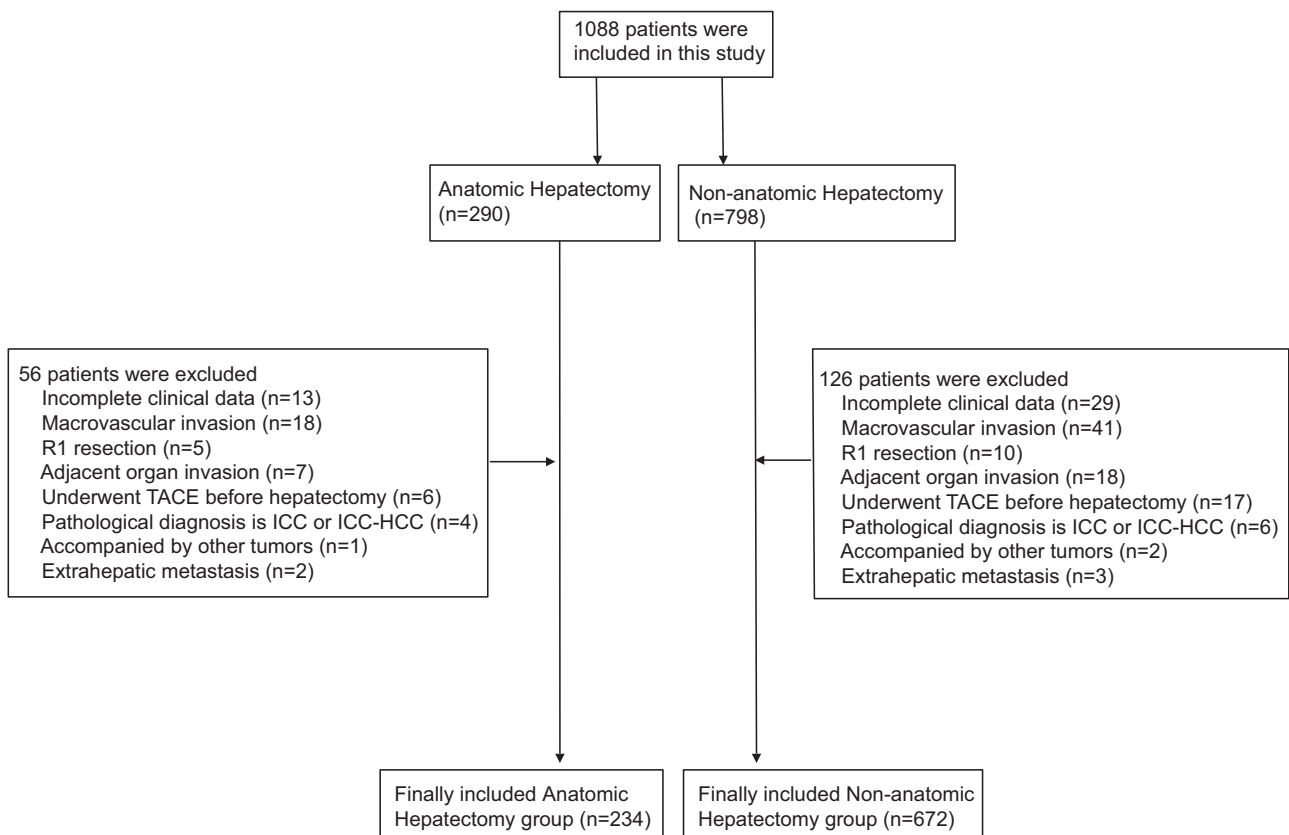 1088 patients were
included in this study
Anatomic Hepatectomy
(n=290)
Non-anatomic Hepatectomy
(n=798)
56 patients were excluded
Incomplete clinical data (n=13)
Macrovascular invasion (n=18)
R1 resection (n=5)
Adjacent organ invasion (n=7)
Underwent TACE before hepatectomy (n=6)
Pathological diagnosis is ICC or ICC-HCC (n=4)
Accompanied by other tumors (n=1)
Extrahepatic metastasis (n=2)
126 patients were excluded
Incomplete clinical data (n=29)
Macrovascular invasion (n=41)
R1 resection (n=10)
Adjacent organ invasion (n=18)
Underwent TACE before hepatectomy (n=17)
Pathological diagnosis is ICC or ICC-HCC (n=6)
Accompanied by other tumors (n=2)
Extrahepatic metastasis (n=3)
Finally included Anatomic
Hepatectomy group (n=234)
Finally included Non-anatomic
Hepatectomy group (n=672)